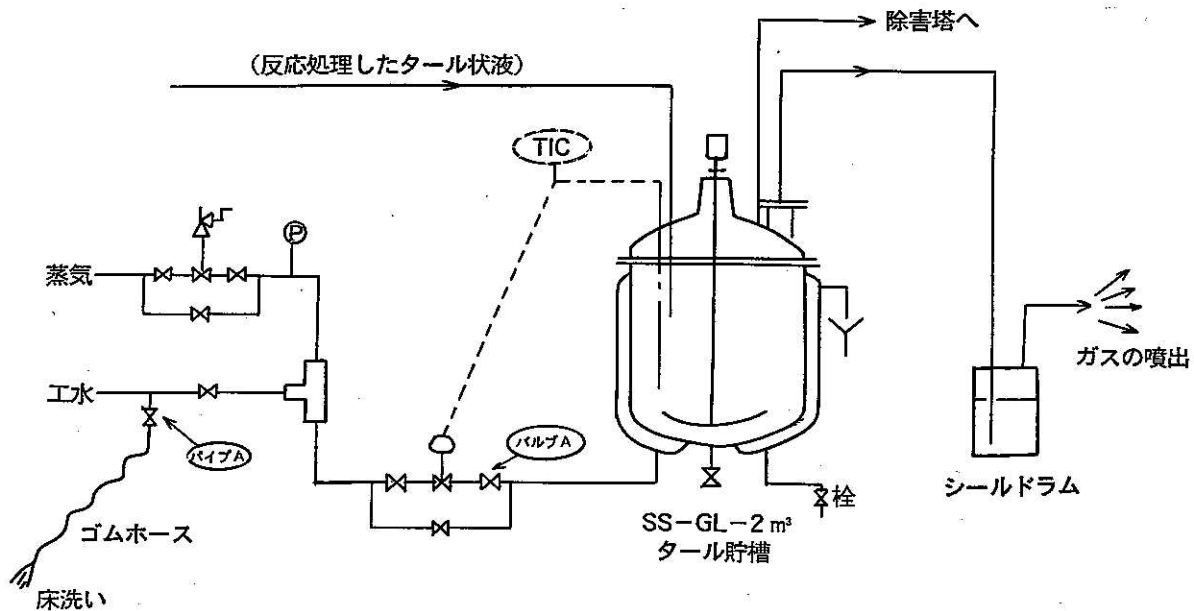 除害塔へ
(反応処理したタール状液)
TIC
P
蒸気
工水
ガスの噴出
パイプA
バルブA
シールドラム
栓
SS-GL-2m³
タール貯槽
ゴムホース
床洗い